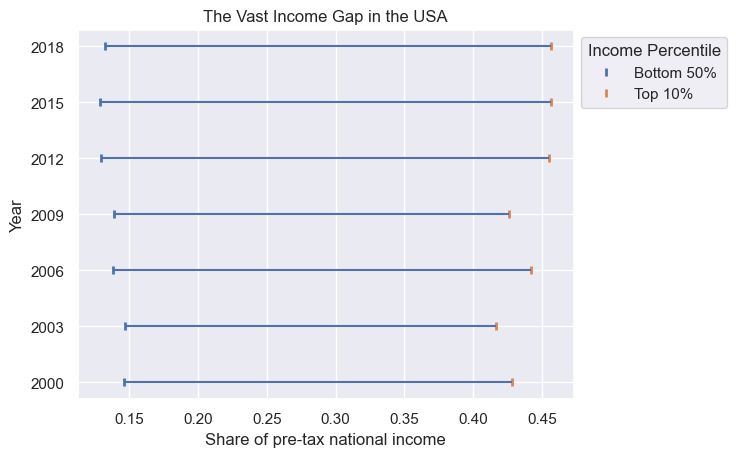 The Vast Income Gap in the USA
Income Percentile
Bottom 50%
Top 10%
Year
2018
2015
2012
2009
2006
2003
2000
0.15 0.20 0.25 0.30 0.35 0.40 0.45
Share of pre-tax national income